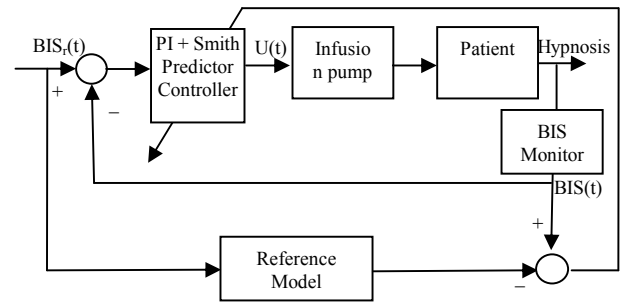 BISr(t)
+
−
PI + Smith
Predictor
Controller
U(t)
Infusio
n pump
Patient
Hypnosis
BIS
Monitor
BIS(t)
+
−
Reference
Model